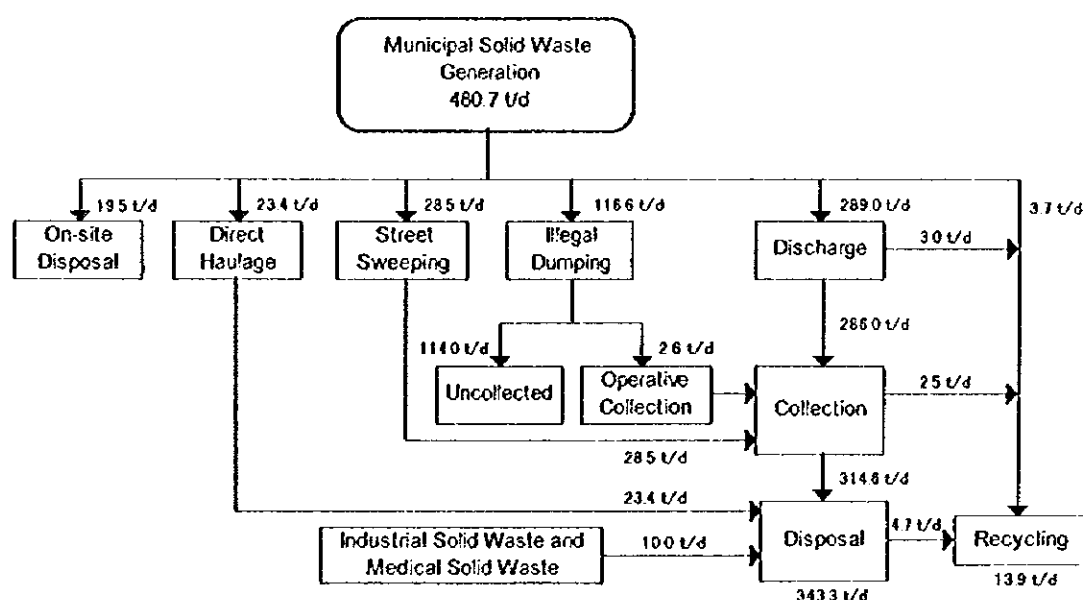 Municipal Solid Waste
Generation
480.7 t/d
19.5 t/d
23.4 t/d
28.5 t/d
116.6 t/d
289.0 t/d
3.7 t/d
On-site
Disposal
Direct
Haulage
Street
Sweeping
Illegal
Dumping
Discharge
3.0 t/d
286.0 t/d
114.0 t/d
2.6 t/d
Uncollected
Operative
Collection
Collection
2.5 t/d
28.5 t/d
314.6 t/d
23.4 t/d
Industrial Solid Waste and
Medical Solid Waste
10.0 t/d
Disposal
4.7 t/d
Recycling
343.3 t/d
13.9 t/d